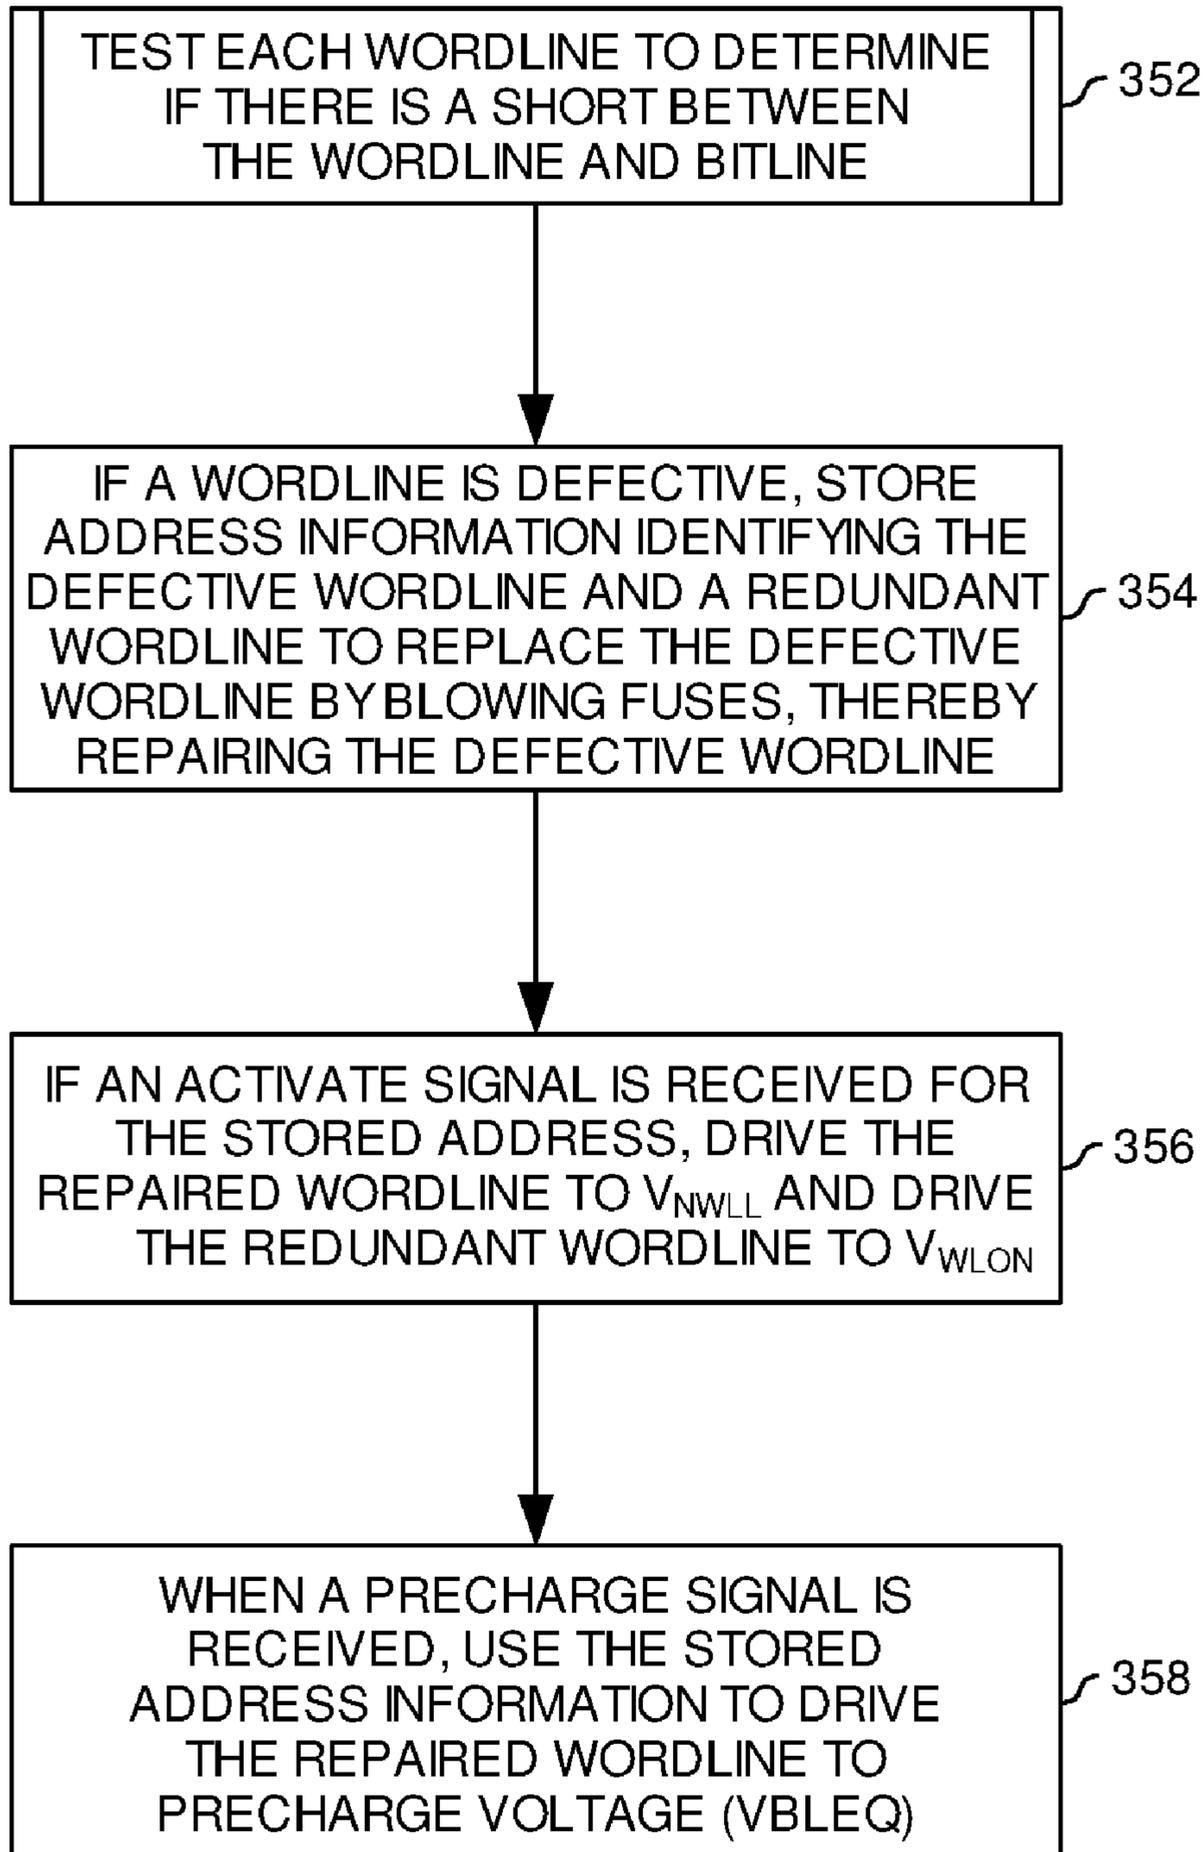 TEST EACH WORDLINE TO DETERMINE
IF THERE IS A SHORT BETWEEN
THE WORDLINE AND BITLINE
352
IF A WORDLINE IS DEFECTIVE, STORE
ADDRESS INFORMATION IDENTIFYING THE
DEFECTIVE WORDLINE AND A REDUNDANT
WORDLINE TO REPLACE THE DEFECTIVE
WORDLINE BY BLOWING FUSES, THEREBY
REPAIRING THE DEFECTIVE WORDLINE
354
IF AN ACTIVATE SIGNAL IS RECEIVED FOR
THE STORED ADDRESS, DRIVE THE
REPAIRED WORDLINE TO VNWLL AND DRIVE
THE REDUNDANT WORDLINE TO VWLON
356
WHEN A PRECHARGE SIGNAL IS
RECEIVED, USE THE STORED
ADDRESS INFORMATION TO DRIVE
THE REPAIRED WORDLINE TO
PRECHARGE VOLTAGE (VBLEQ)
358